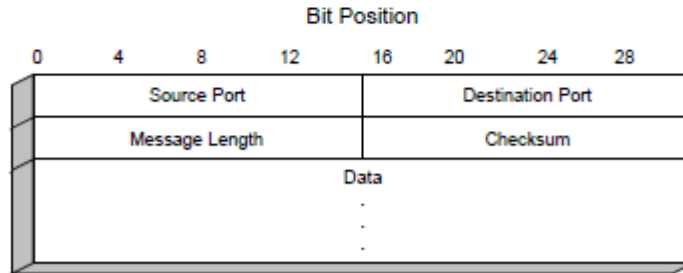 Bit Position
0 4 8 12 16 20 24 28
Source Port Destination Port
Message Length Checksum
Data
.
.
.